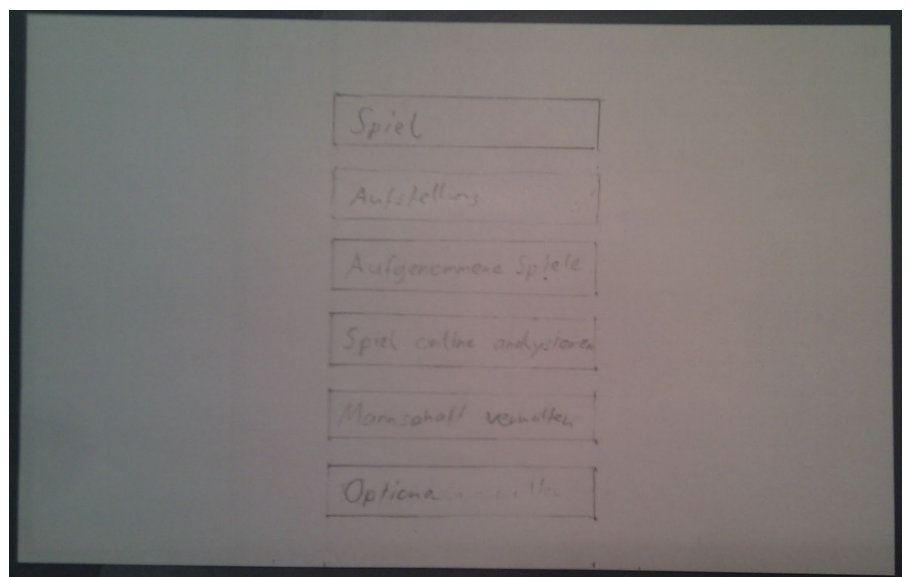 Spiel
Aufstellung
Aufgenommene Spiele
Spiel online analysieren
Mannschaft verwalten
Optionen